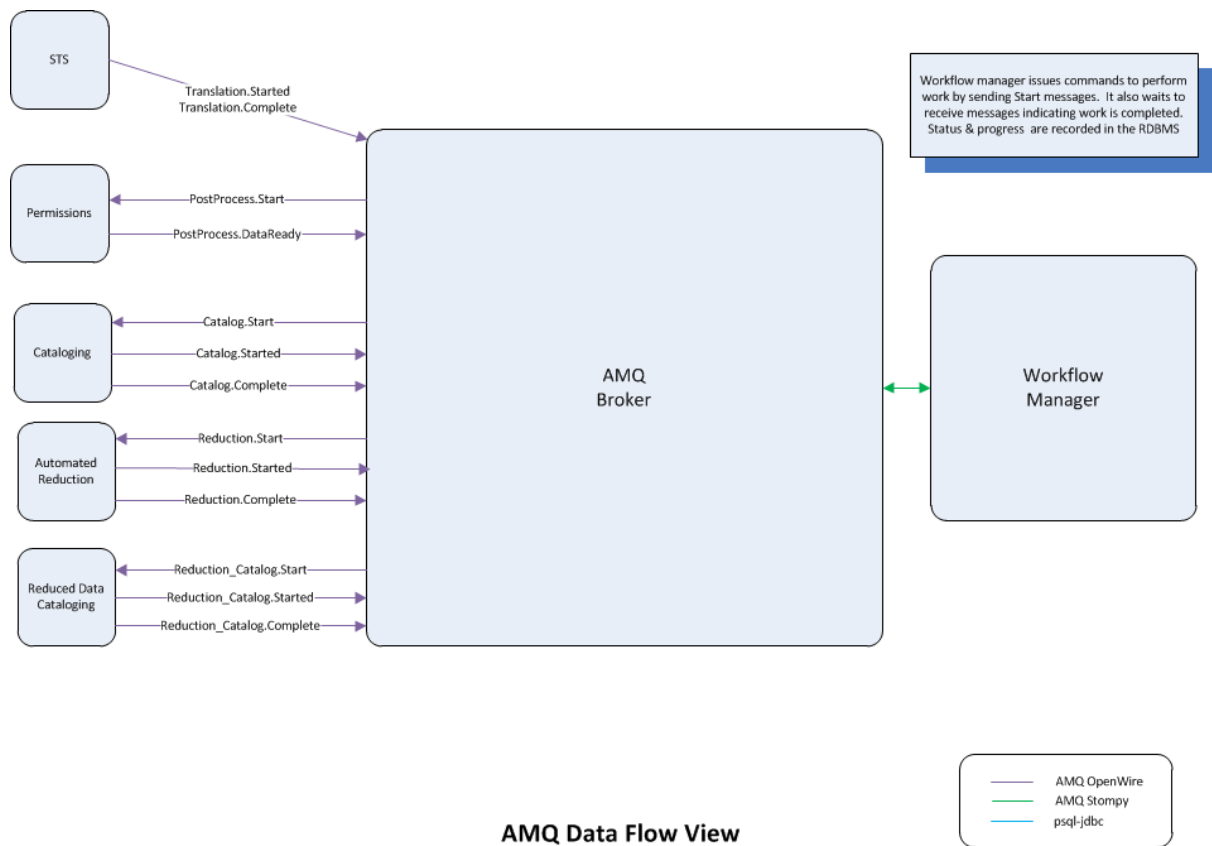 STS
Translation.Started
Translation.Complete
Workflow manager issues commands to perform
work by sending Start messages. It also waits to
receive messages indicating work is completed.
Status & progress are recorded in the RDBMS
Permissions
PostProcess.Start
PostProcess.DataReady
Cataloging
Catalog.Start
Catalog.Started
Catalog.Complete
AMQ
Broker
Workflow
Manager
Automated
Reduction
Reduction.Start
Reduction.Started
Reduction.Complete
Reduced Data
Cataloging
Reduction_Catalog.Start
Reduction_Catalog.Started
Reduction_Catalog.Complete
AMQ OpenWire
AMQ Stompy
psql-jdbc
AMQ Data Flow View